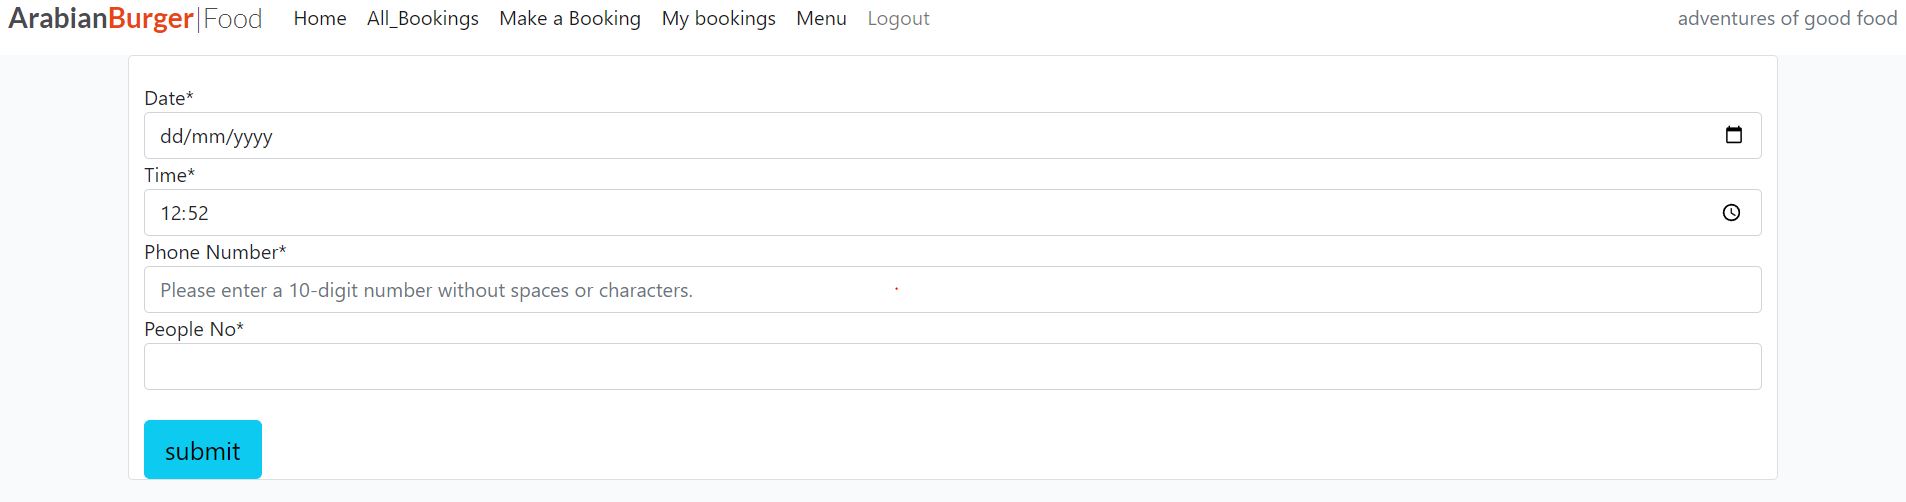 ArabianBurger|Food Home All_Bookings Make a Booking My bookings Menu Logout adventures of good food
Date*
dd/mm/yyyy
Time*
12:52
Phone Number*
Please enter a 10-digit number without spaces or characters.
People No*
submit